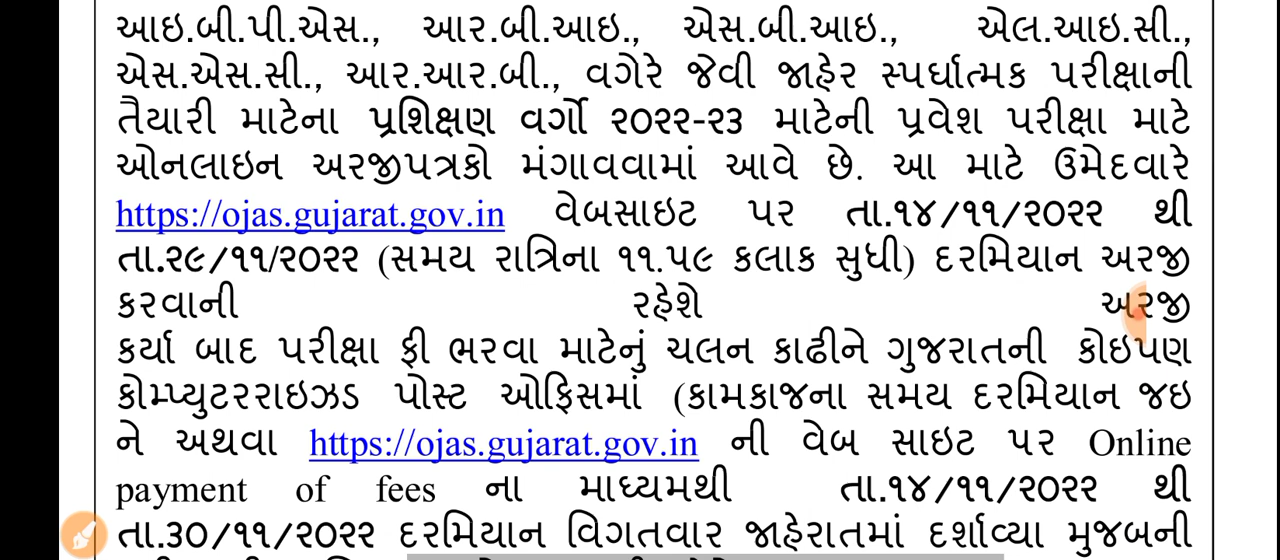 આઇ.બી.પી.એસ., આર.બી.આઇ., એસ.બી.આઇ., એલ.આઇ.સી.,
એસ.એસ.સી., આર.આર.બી., વગેરે જેવી જાહેર સ્પર્ધાત્મક પરીક્ષાની
તૈયારી માટેના પ્રશિક્ષણ વર્ગો ૨૦૨૨-૨૩ માટેની પ્રવેશ પરીક્ષા માટે
ઓનલાઇન અરજીપત્રકો મંગાવવામાં આવે છે. આ માટે ઉમેદવારે
https://ojas.gujarat.gov.in વેબસાઇટ પર તા.૧૪/૧૧/૨૦૨૨ થી
તા.૨૯/૧૧/૨૦૨૨ (સમય રાત્રિના ૧૧.૫૯ કલાક સુધી) દરમિયાન અરજી
કરવાની રહેશે અરજી
કર્યા બાદ પરીક્ષા ફી ભરવા માટેનું ચલન કાઢીને ગુજરાતની કોઇપણ
કોમ્પ્યુટરરાઇઝડ પોસ્ટ ઓફિસમાં (કામકાજના સમય દરમિયાન જઇ
ને અથવા https://ojas.gujarat.gov.in ની વેબ સાઇટ પર Online
payment of fees ના માધ્યમથી તા.૧૪/૧૧/૨૦૨૨ થી
તા.૩૦/૧૧/૨૦૨૨ દરમિયાન વિગતવાર જાહેરાતમાં દર્શાવ્યા મુજબની